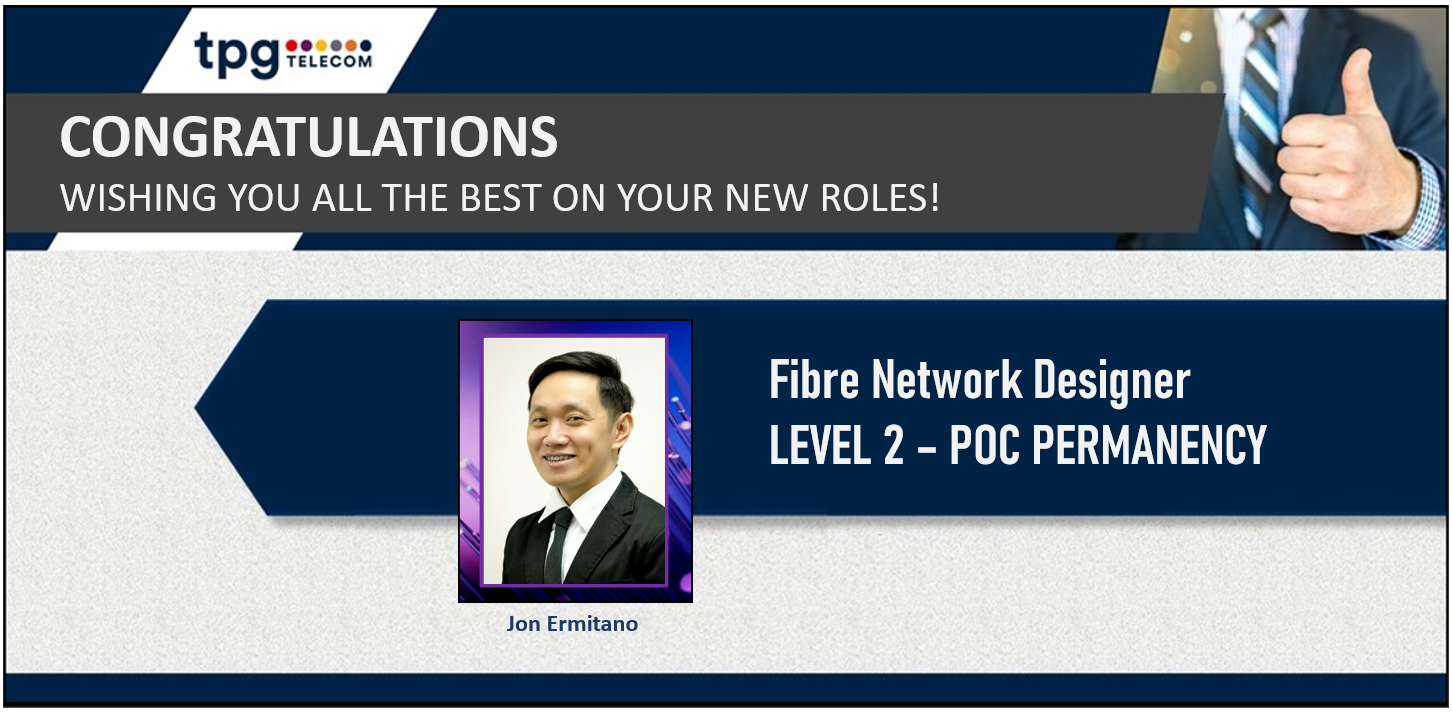 tpg
TELECOM
CONGRATULATIONS
WISHING YOU ALL THE BEST ON YOUR NEW ROLES!
Fibre Network Designer
LEVEL 2 – POC PERMANENCY
Jon Ermitano